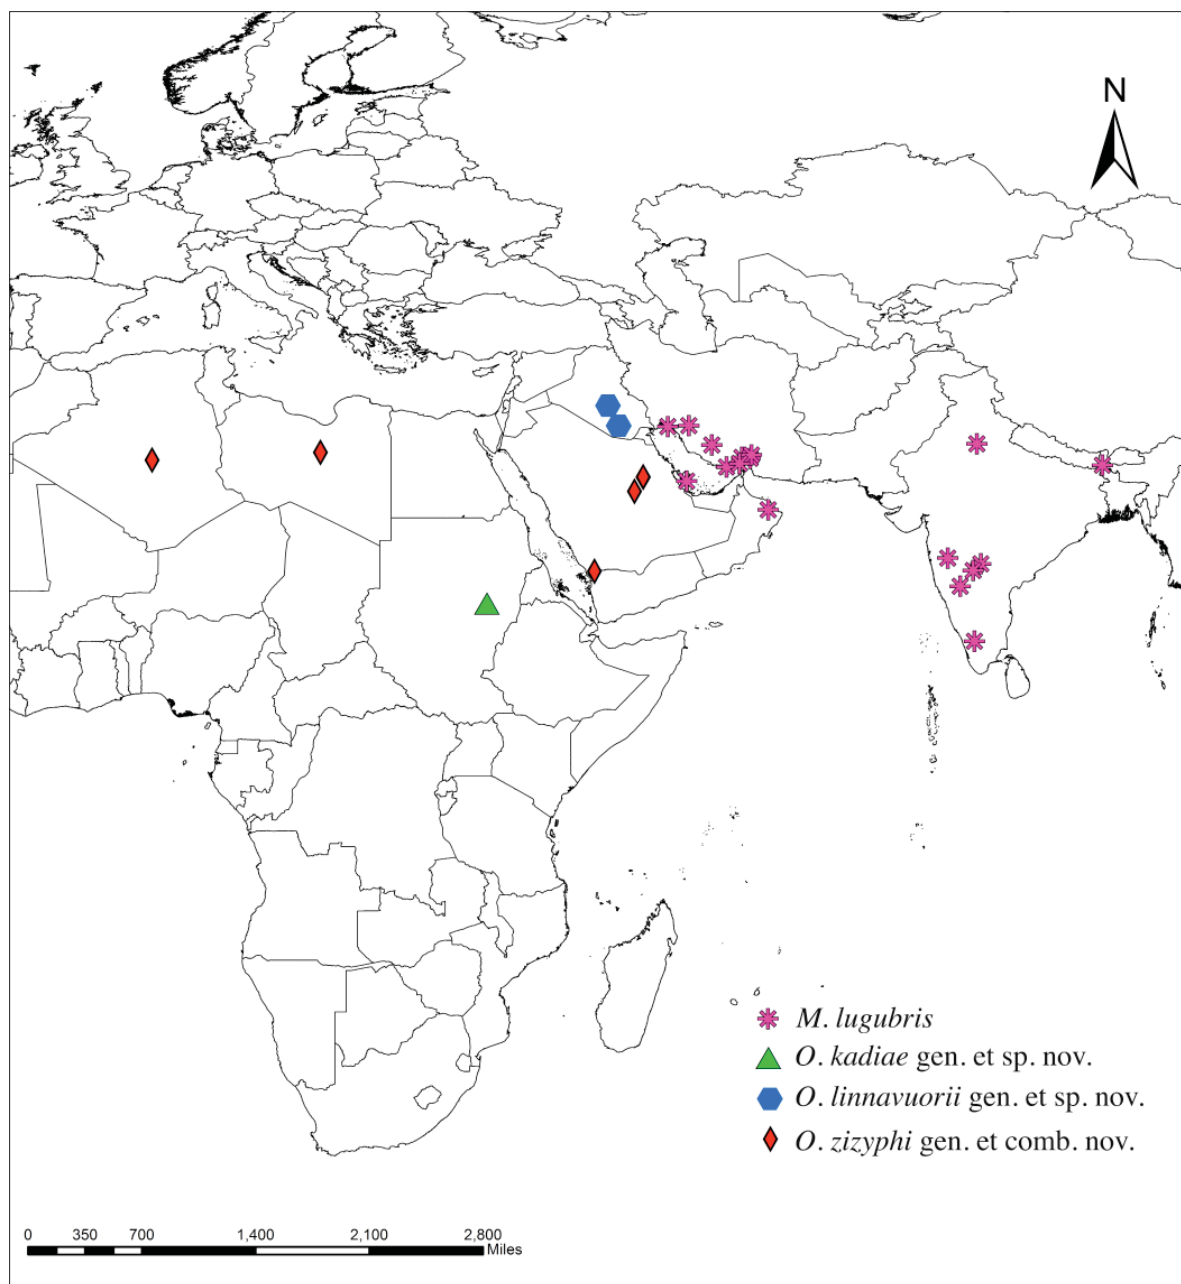 N
M. lugubris
O. kadiae gen. et sp. nov.
O. linnavuorii gen. et sp. nov.
O. zizyphi gen. et comb. nov.
0 350 700 1,400 2,100 2,800
Miles